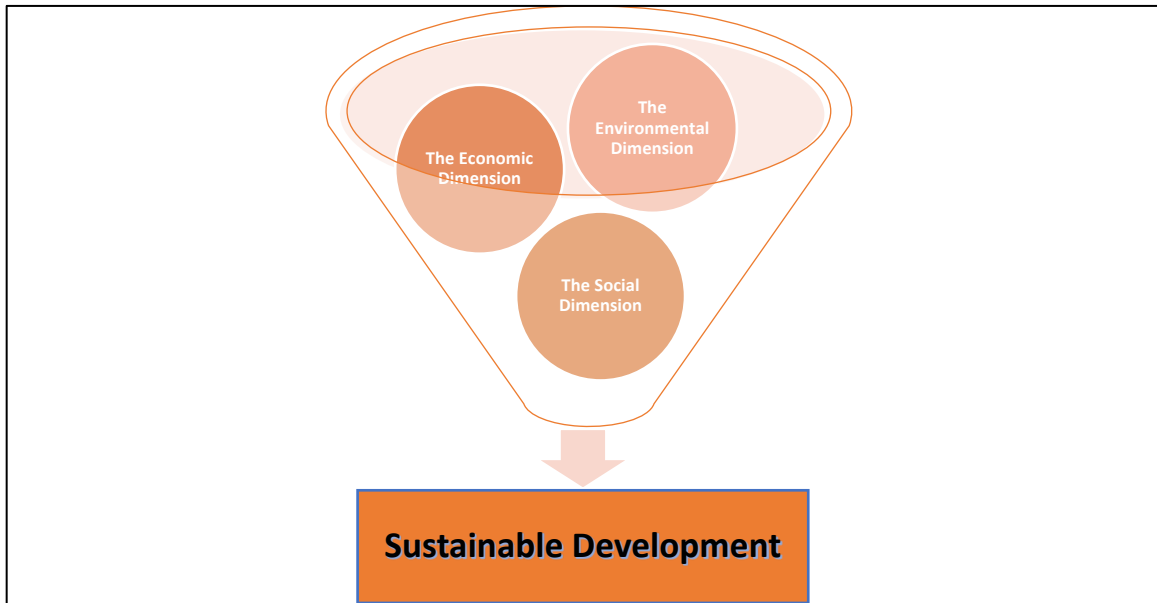 The
Environmental
Dimension
The Economic
Dimension
The Social
Dimension
Sustainable Development